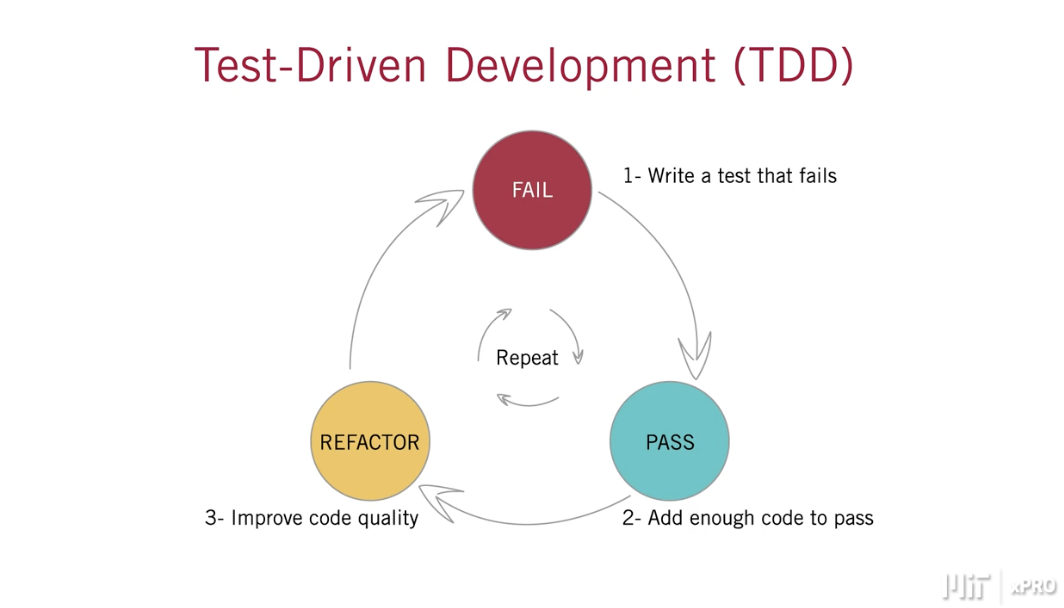 Test-Driven Development (TDD)
FAIL
1- Write a test that fails
Repeat
REFACTOR
PASS
3- Improve code quality
2- Add enough code to pass
MIT xPRO